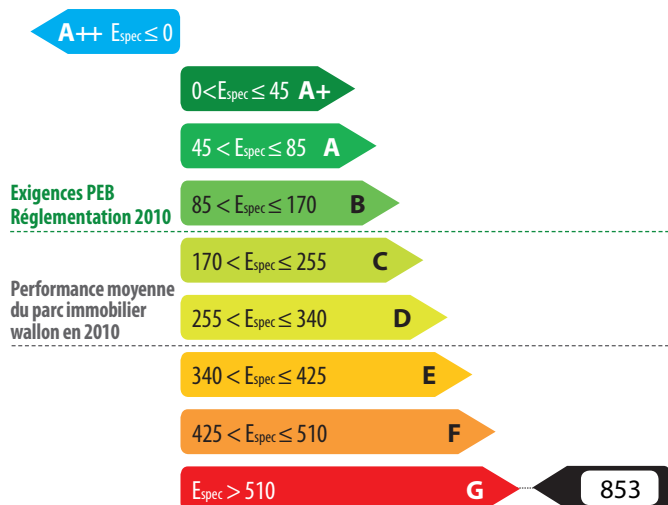 A++ Espec ≤ 0
0<Espec ≤ 45 A+
45 < Espec ≤ 85 A
Exigences PEB
Réglementation 2010
85 < Espec ≤ 170 B
170 < Espec ≤ 255 C
Performance moyenne
du parc immobilier
wallon en 2010
255 < Espec ≤ 340 D
340 < Espec ≤ 425 E
425 < Espec ≤ 510 F
Espec > 510 G
853